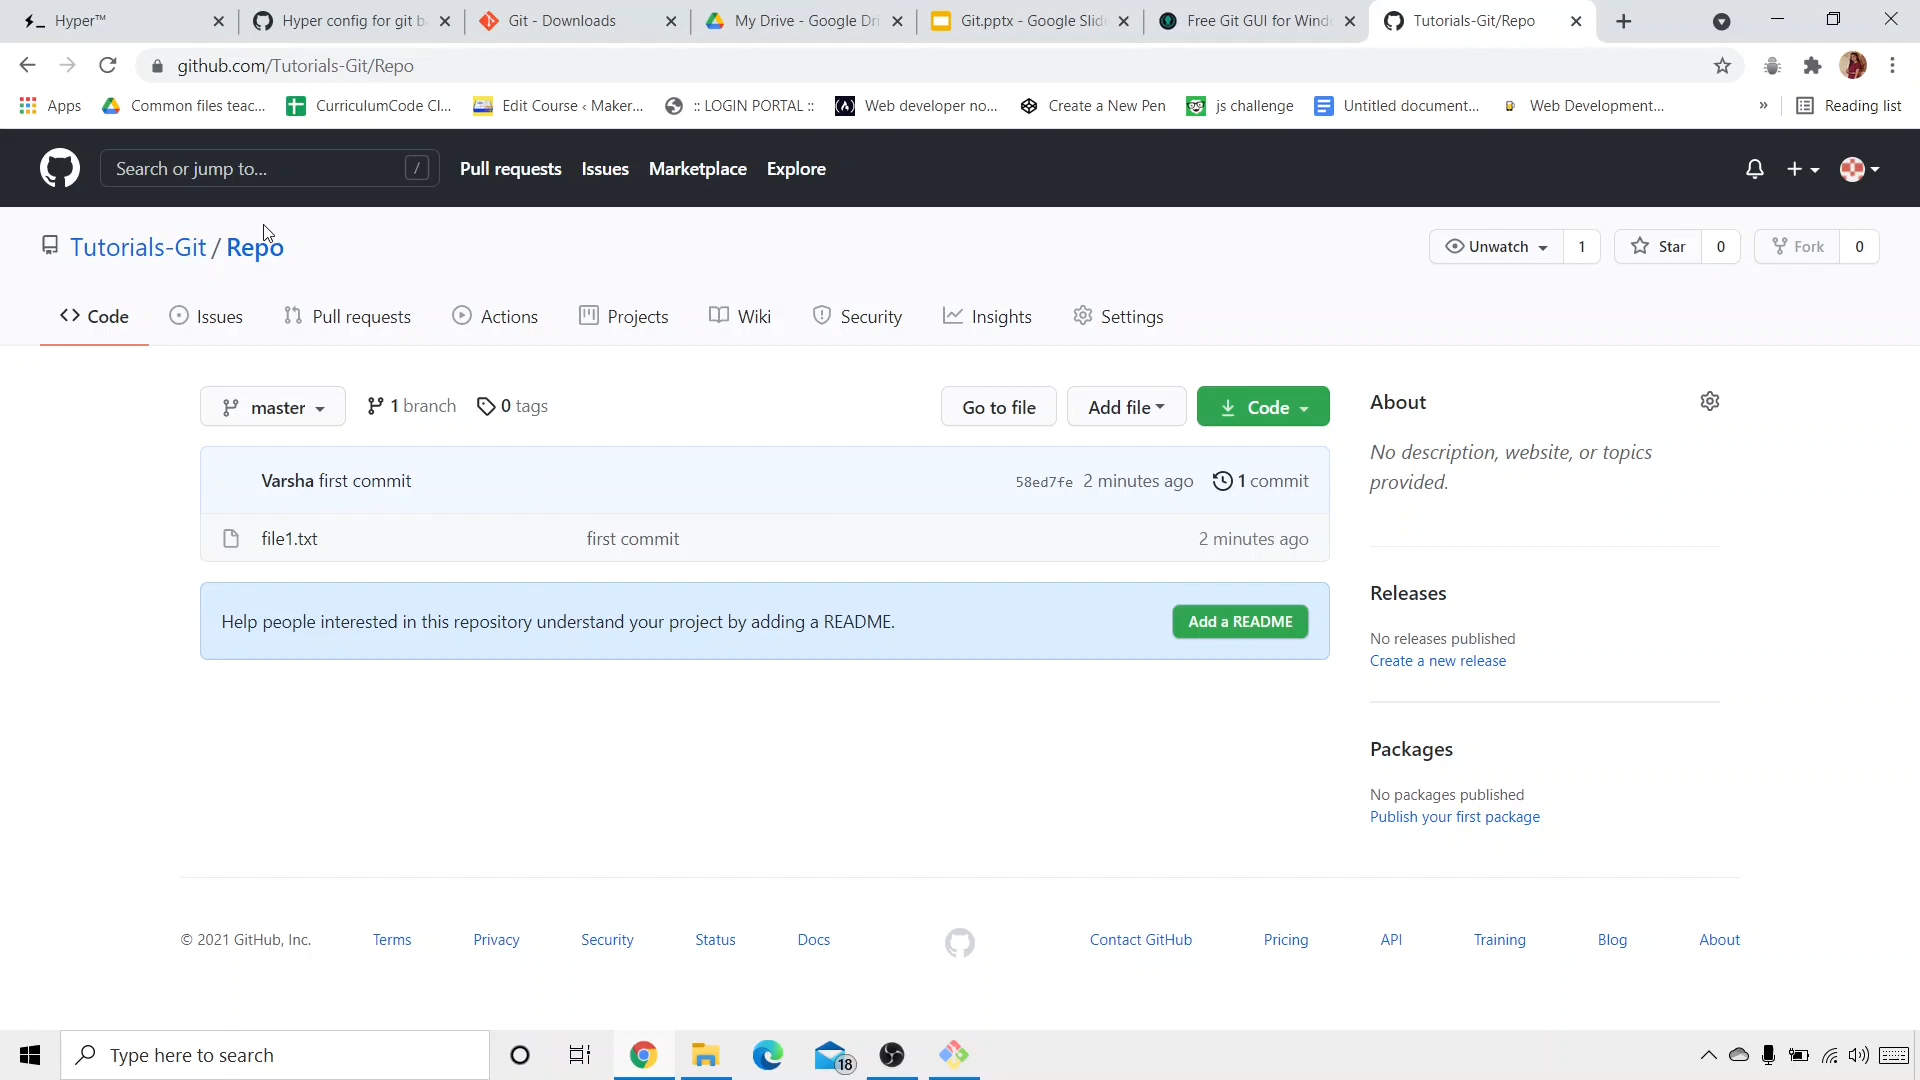 Hyper™
Hyper config for git b
Git - Downloads
My Drive - Google Dri
Git.pptx - Google Slid
Free Git GUI for Windo
Tutorials-Git/Repo
github.com/Tutorials-Git/Repo
Apps
Common files teac...
CurriculumCode Cl...
Edit Course ‹ Maker...
:: LOGIN PORTAL ::
Web developer no...
Create a New Pen
js challenge
Untitled document...
Web Development...
»
Reading list
Search or jump to...
/
Pull requests
Issues
Marketplace
Explore
Tutorials-Git / Repo
Unwatch
1
Star
0
Fork
0
Code
Issues
Pull requests
Actions
Projects
Wiki
Security
Insights
Settings
master
1 branch
0 tags
Go to file
Add file
Code
Varsha first commit
58ed7fe 2 minutes ago
1 commit
file1.txt
first commit
2 minutes ago
Help people interested in this repository understand your project by adding a README.
Add a README
About
No description, website, or topics
provided.
Releases
No releases published
Create a new release
Packages
No packages published
Publish your first package
© 2021 GitHub, Inc.
Terms
Privacy
Security
Status
Docs
Contact GitHub
Pricing
API
Training
Blog
About
Type here to search
18